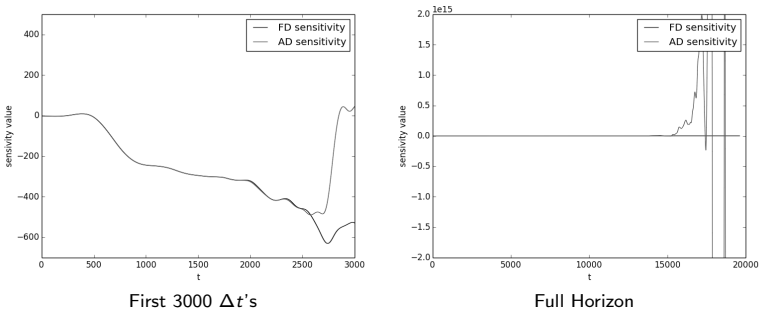 FD sensitivity
AD sensitivity
400
200
0
−200
−400
−600
sensivity value
0
500
1000
1500
2000
2500
3000
t
First 3000 Δt's
1e15
FD sensitivity
AD sensitivity
2.0
1.5
1.0
0.5
0.0
−0.5
−1.0
−1.5
−2.0
sensivity value
0
5000
10000
15000
20000
t
Full Horizon